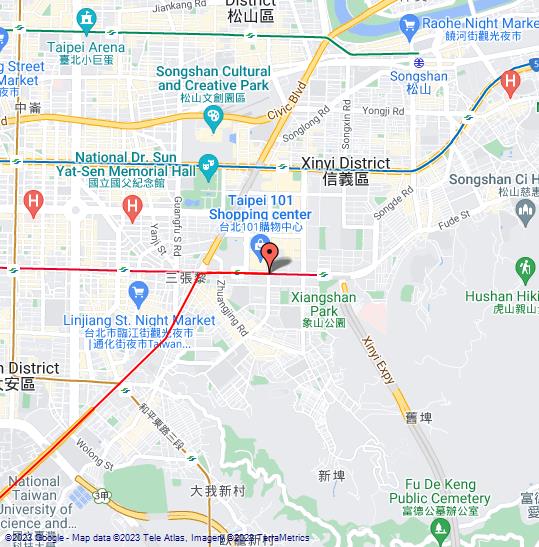 Jiankang Rd
District
松山區
Raohe Night Market
饒河街觀光夜市
Taipei Arena
臺北小巨蛋
Songshan
松山
Street
Market
中崙
Songshan Cultural
and Creative Park
松山文創園區
Civic Blvd
Songlong Rd
Songxin Rd
Yongji Rd
H
National Dr. Sun
Yat-Sen Memorial Hall
國立國父紀念館
Xinyi District
信義區
Songshan Ci H
松山慈惠
Songde Rd
Fude St
H
H
Guangfu S Rd
Yanji St
Taipei 101
Shopping center
台北101購物中心
三張犁
Zhuangjing Rd
Xiangshan
Park
象山公園
Hushan Hiki
虎山親山
Linjiang St. Night Market
台北市臨江街觀光夜市
|通化街夜市Taiwan...
Xinyi Expy
n District
大安區
和平東路三段
舊埤
Wolong St
新埤
National
Taiwan
University of
Science and...
3甲
大我新村
Fu De Keng
Public Cemetery
富德公墓辦公室
臥龍新村
©2023 Google - Map data ©2023 Tele Atlas, Imagery ©2023 TerraMetrics